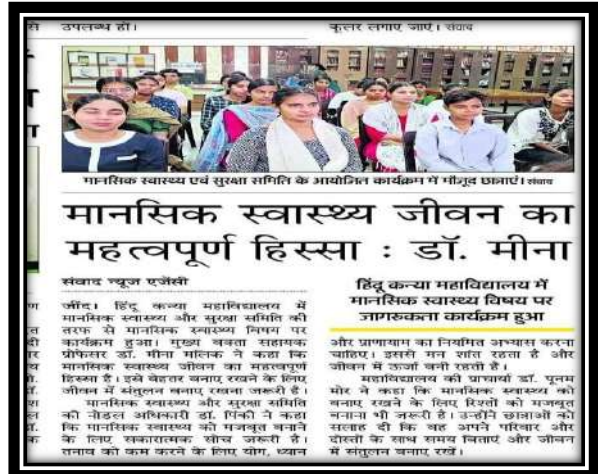 उपलब्ध हों।
कूलर लगाए जाएं। संवाद
मानसिक स्वास्थ्य एवं सुरक्षा समिति के आयोजित कार्यक्रम में मौजूद छात्राएं। संवाद
मानसिक स्वास्थ्य जीवन का
महत्वपूर्ण हिस्सा : डॉ. मीना
संवाद न्यूज एजेंसी
जींद। हिंदू कन्या महाविद्यालय में
मानसिक स्वास्थ्य और सुरक्षा समिति की
तरफ से मानसिक स्वास्थ्य विषय पर
कार्यक्रम हुआ। मुख्य वक्ता सहायक
प्रोफेसर डॉ. मीना मलिक ने कहा कि
मानसिक स्वास्थ्य जीवन का महत्वपूर्ण
हिस्सा है। इसे बेहतर बनाए रखने के लिए
जीवन में संतुलन बनाए रखना जरूरी है।
मानसिक स्वास्थ्य और सुरक्षा समिति
की नोडल अधिकारी डॉ. पिंकी ने कहा
कि मानसिक स्वास्थ्य को मजबूत बनाने
के लिए सकारात्मक सोच जरूरी है।
तनाव को कम करने के लिए योग, ध्यान
हिंदू कन्या महाविद्यालय में
मानसिक स्वास्थ्य विषय पर
जागरूकता कार्यक्रम हुआ
और प्राणायाम का नियमित अभ्यास करना
चाहिए। इससे मन शांत रहता है और
जीवन में ऊर्जा बनी रहती है।
महाविद्यालय की प्राचार्या डॉ. पूनम
मोर ने कहा कि मानसिक स्वास्थ्य को
बनाए रखने के लिए रिश्तों को मजबूत
बनाना भी जरूरी है। उन्होंने छात्राओं को
सलाह दी कि वह अपने परिवार और
दोस्तों के साथ समय बिताएं और जीवन
में संतुलन बनाए रखें।